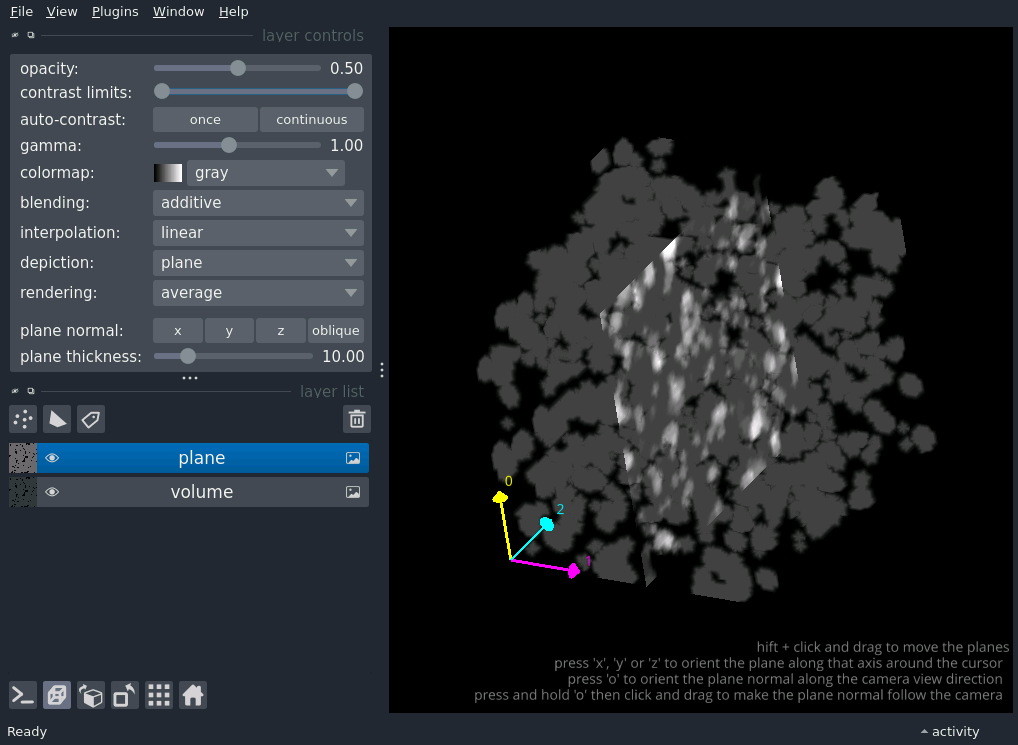 File View Plugins Window Help
layer controls
opacity: 0.50
contrast limits:
auto-contrast: once continuous
gamma: 1.00
colormap: gray
blending: additive
interpolation: linear
depiction: plane
rendering: average
plane normal: x y z oblique
plane thickness: 10.00
layer list
plane
volume
0
2
1
hift + click and drag to move the planes
press 'x', 'y' or 'z' to orient the plane along that axis around the cursor
press 'o' to orient the plane normal along the camera view direction
press and hold 'o' then click and drag to make the plane normal follow the camera
Ready
activity